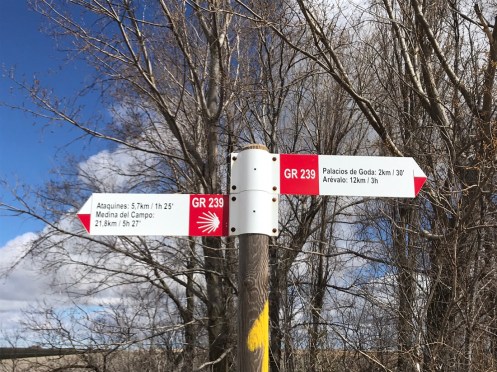 Ataquines: 5,7km / 1h 25'
Medina del Campo:
21,8km / 5h 27'
GR 239
GR 239
Palacios de Goda: 2km / 30'
Arévalo: 12km / 3h